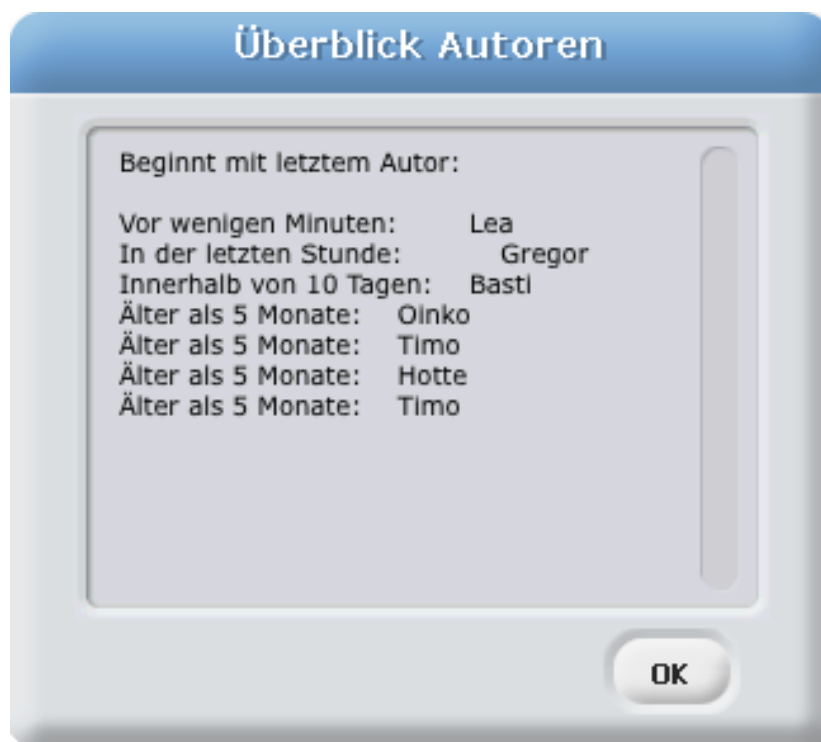 Überblick Autoren
Beginnt mit letztem Autor:
Vor wenigen Minuten: Lea
In der letzten Stunde: Gregor
Innerhalb von 10 Tagen: Basti
Älter als 5 Monate: Oinko
Älter als 5 Monate: Timo
Älter als 5 Monate: Hotte
Älter als 5 Monate: Timo
OK